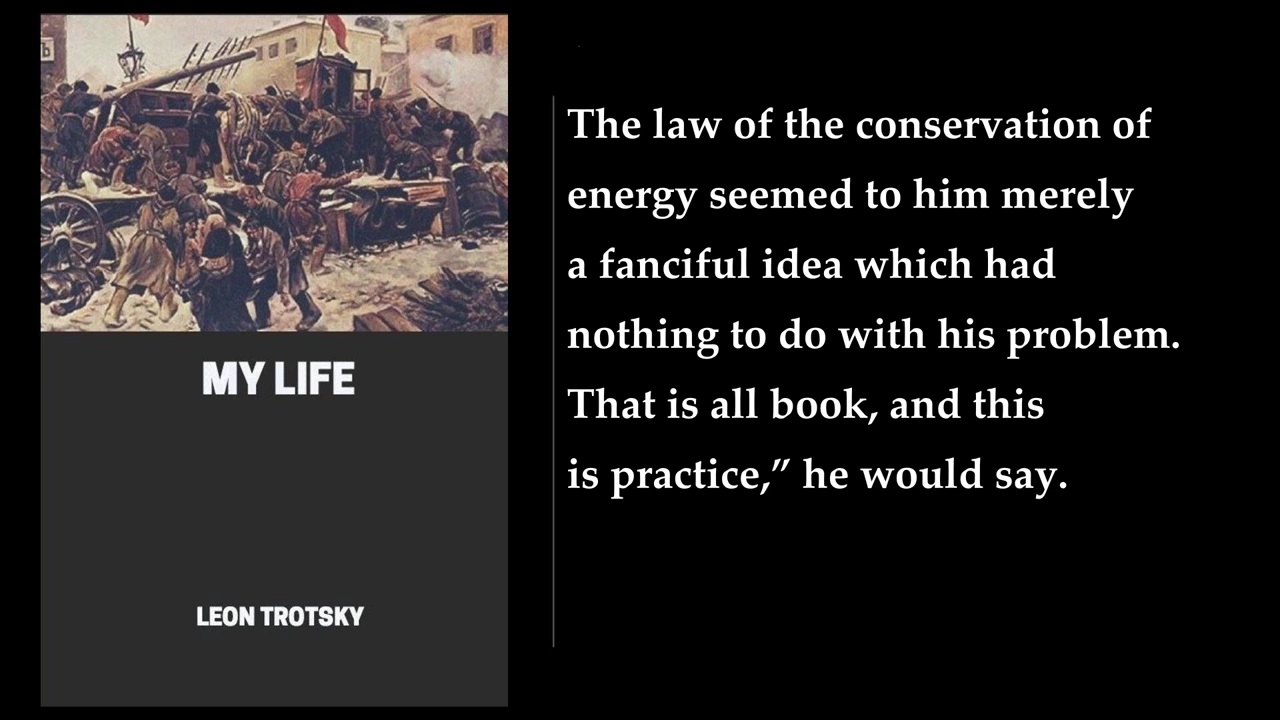 MY LIFE
LEON TROTSKY
The law of the conservation of
energy seemed to him merely
a fanciful idea which had
nothing to do with his problem.
That is all book, and this
is practice,” he would say.